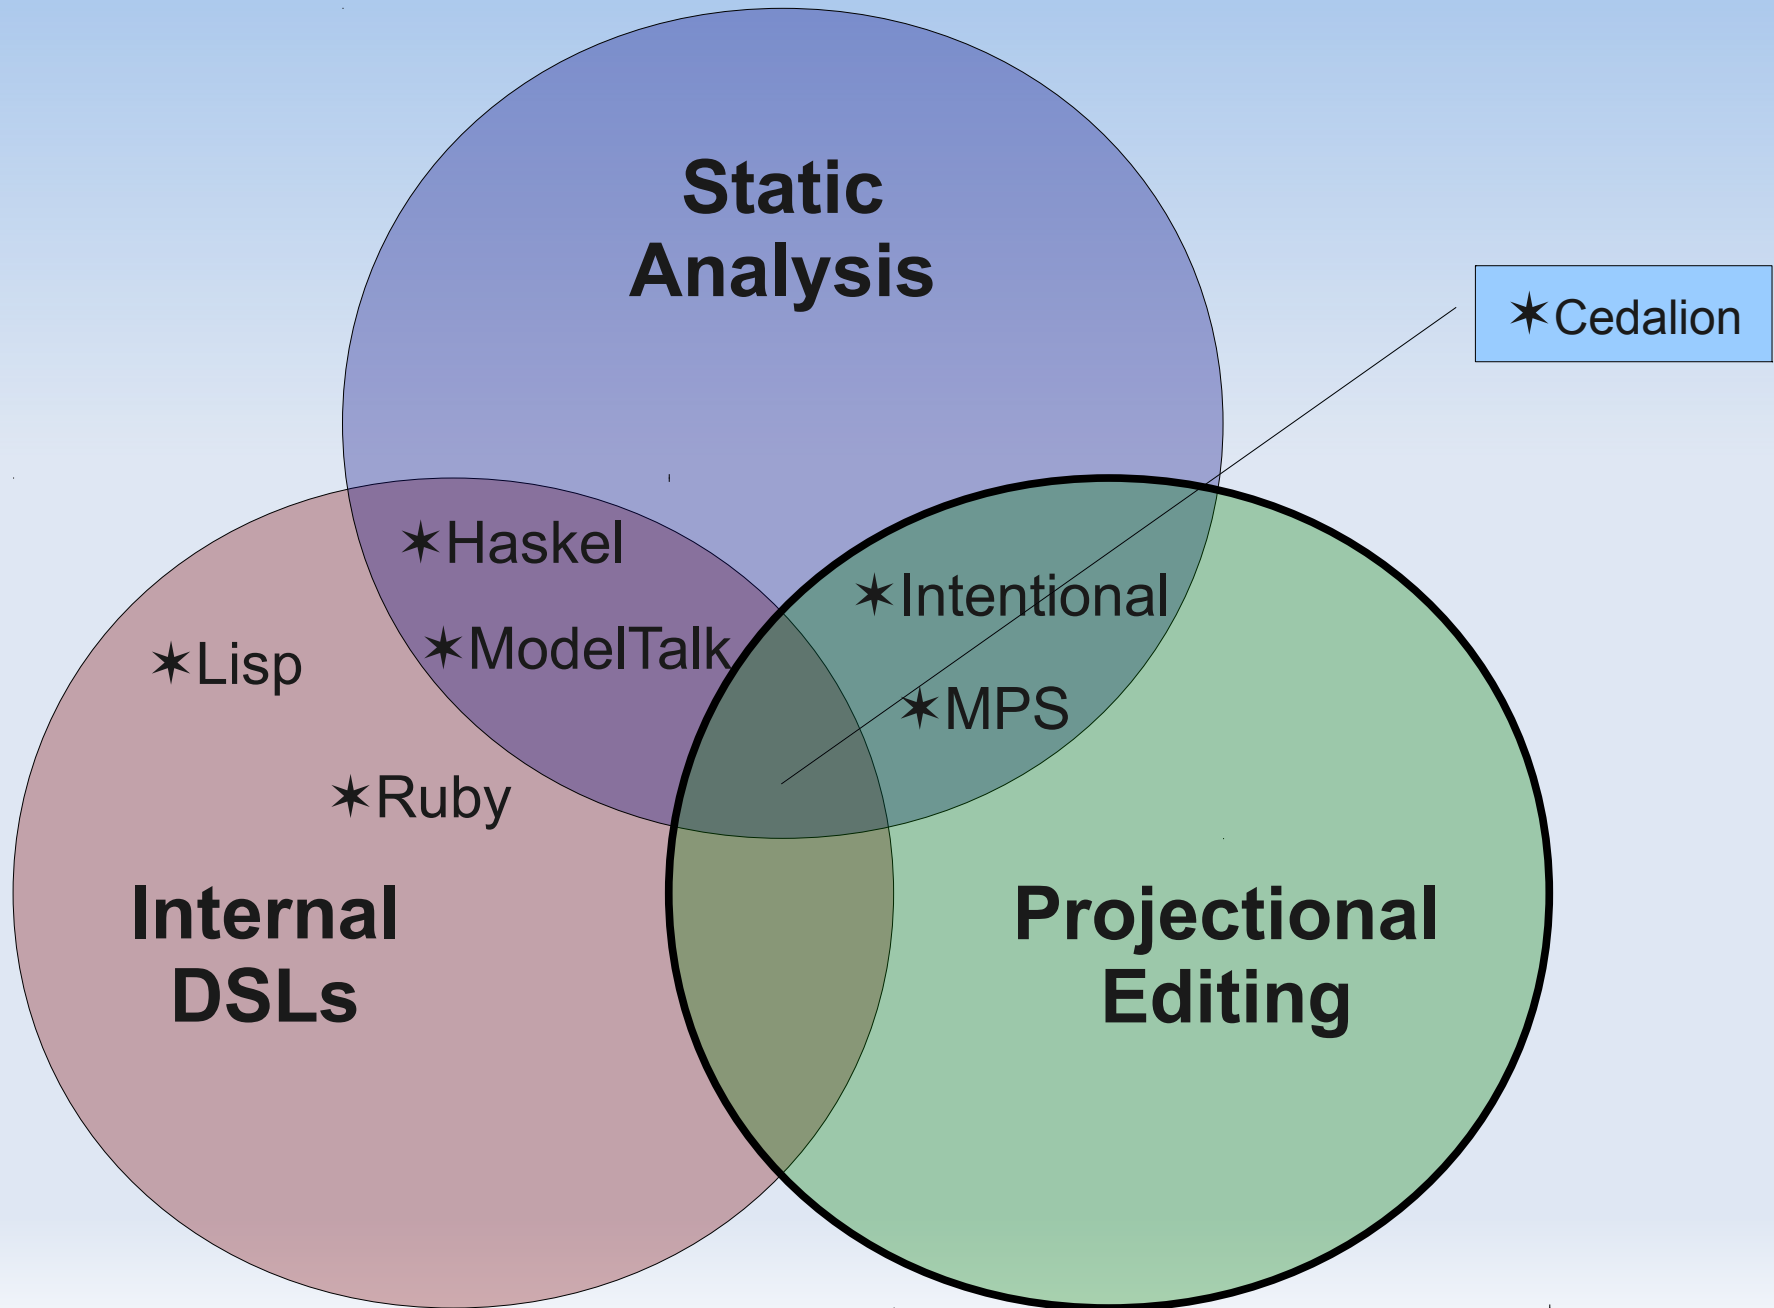 Static
Analysis
✶Cedalion
✶Haskel
✶Intentional
✶ModelTalk
✶Lisp
✶MPS
✶Ruby
Internal
DSLs
Projectional
Editing